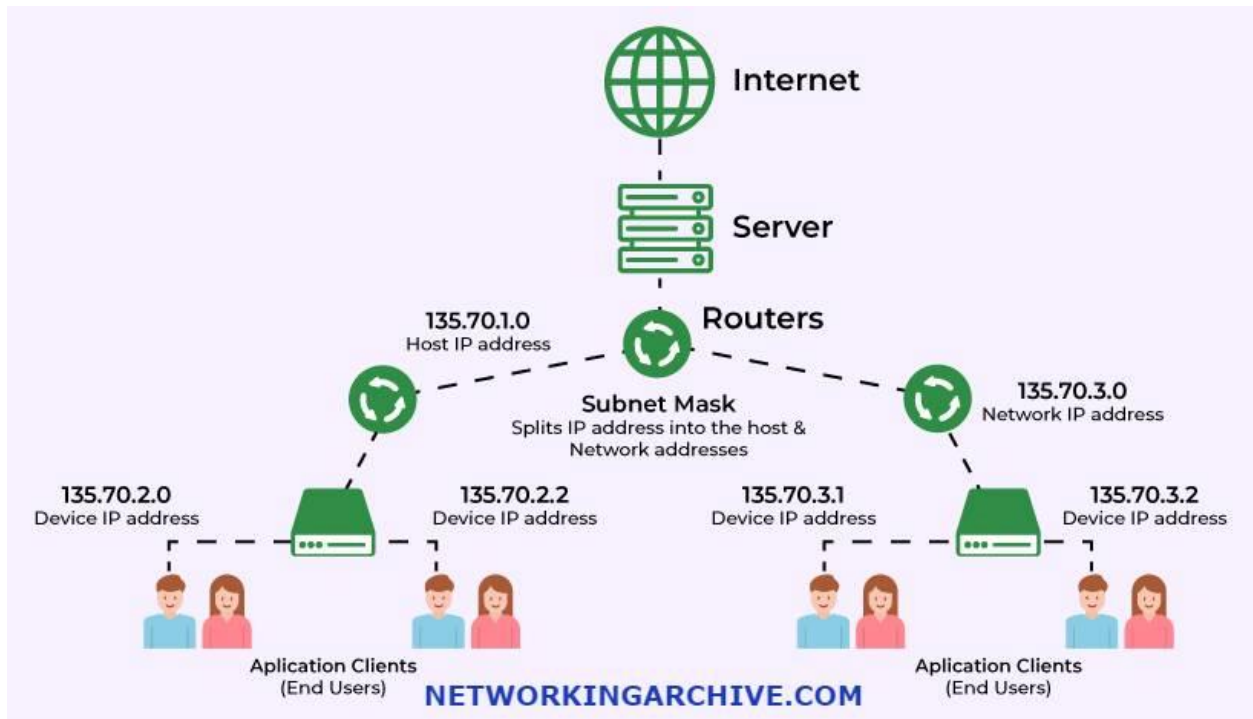 Internet
Server
Routers
135.70.1.0
Host IP address
135.70.3.0
Network IP address
Subnet Mask
Splits IP address into the host &
Network addresses
135.70.2.0
Device IP address
135.70.2.2
Device IP address
135.70.3.1
Device IP address
135.70.3.2
Device IP address
Aplication Clients
(End Users)
Aplication Clients
(End Users)
NETWORKINGARCHIVE.COM